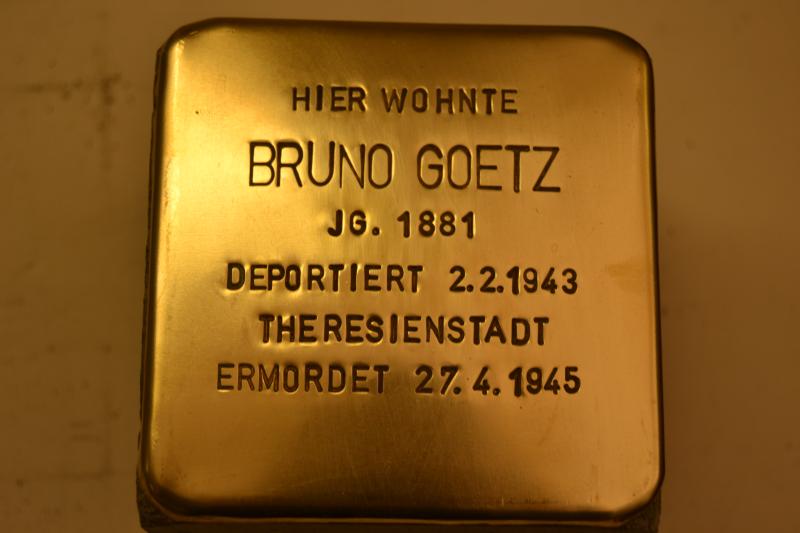 HIER WOHNTE
BRUNO GOETZ
JG. 1881
DEPORTIERT 2.2.1943
THERESIENSTADT
ERMORDET 27.4.1945